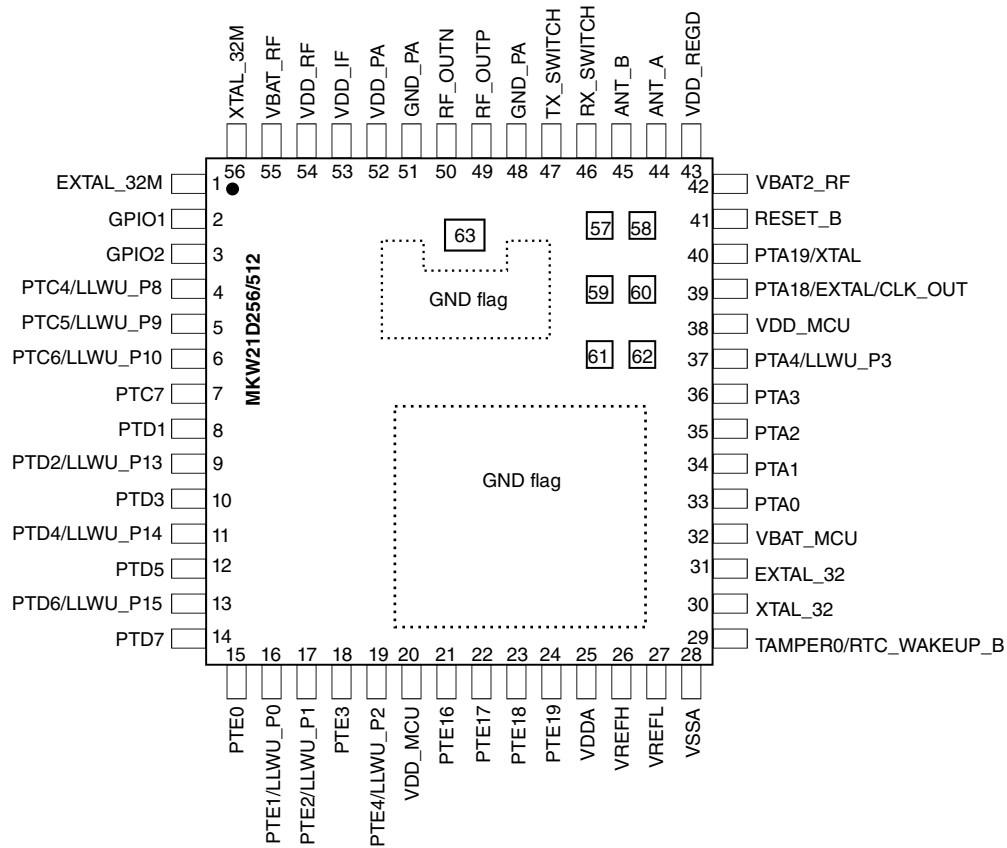 XTAL_32M
VBAT_RF
VDD_RF
VDD_IF
VDD_PA
GND_PA
RF_OUTN
RF_OUTP
GND_PA
TX_SWITCH
RX_SWITCH
ANT_B
ANT_A
VDD_REGD
56 55 54 53 52 51 50 49 48 47 46 45 44 43
EXTAL_32M 1
GPIO1 2
GPIO2 3
PTC4/LLWU_P8 4
PTC5/LLWU_P9 5
PTC6/LLWU_P10 6
PTC7 7
PTD1 8
PTD2/LLWU_P13 9
PTD3 10
PTD4/LLWU_P14 11
PTD5 12
PTD6/LLWU_P15 13
PTD7 14
MKW21D256/512
63
GND flag
57 58
59 60
61 62
GND flag
42 VBAT2_RF
41 RESET_B
40 PTA19/XTAL
39 PTA18/EXTAL/CLK_OUT
38 VDD_MCU
37 PTA4/LLWU_P3
36 PTA3
35 PTA2
34 PTA1
33 PTA0
32 VBAT_MCU
31 EXTAL_32
30 XTAL_32
29 TAMPER0/RTC_WAKEUP_B
15 16 17 18 19 20 21 22 23 24 25 26 27 28
PTE0
PTE1/LLWU_P0
PTE2/LLWU_P1
PTE3
PTE4/LLWU_P2
VDD_MCU
PTE16
PTE17
PTE18
PTE19
VDDA
VREFH
VREFL
VSSA